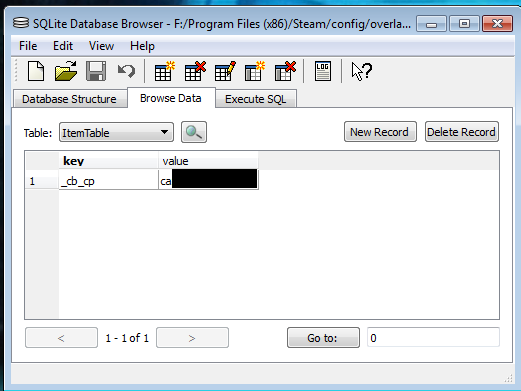 SQLite Database Browser - F:/Program Files (x86)/Steam/config/overla...
File Edit View Help
LOG
Database Structure Browse Data Execute SQL
Table: ItemTable New Record Delete Record
key value
1 _cb_cp ca
< 1 - 1 of 1 > Go to: 0